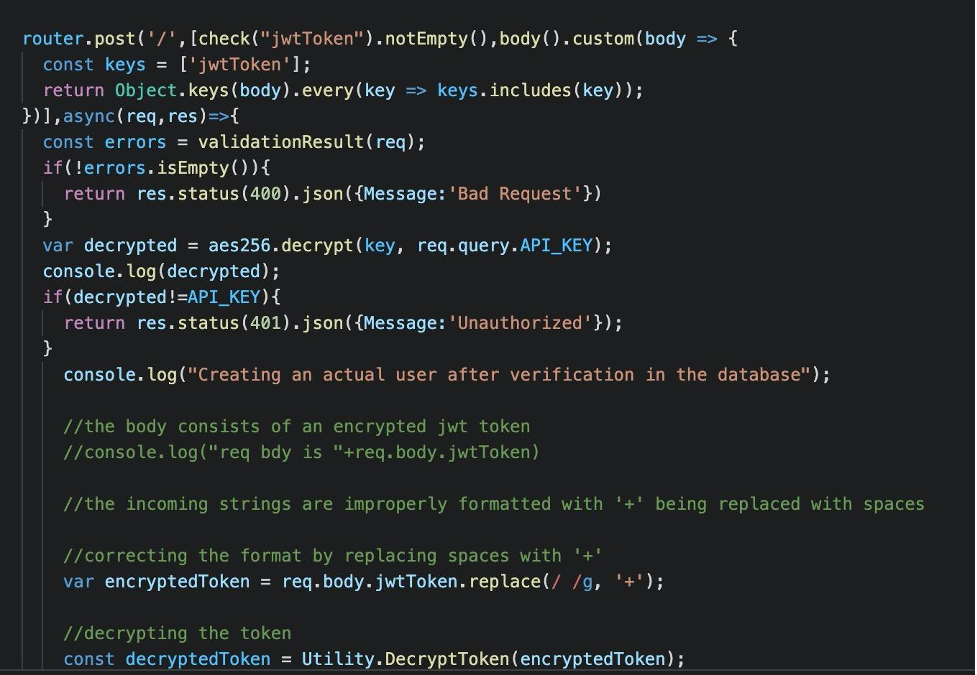 router.post('/',[check("jwtToken").notEmpty(),body().custom(body => {
const keys = ['jwtToken'];
return Object.keys(body).every(key => keys.includes(key));
})],async(req,res)=>{
const errors = validationResult(req);
if(!errors.isEmpty()){
return res.status(400).json({Message:'Bad Request'})
}
var decrypted = aes256.decrypt(key, req.query.API_KEY);
console.log(decrypted);
if(decrypted!=API_KEY){
return res.status(401).json({Message:'Unauthorized'});
}
console.log("Creating an actual user after verification in the database");
//the body consists of an encrypted jwt token
//console.log("req bdy is "+req.body.jwtToken)
//the incoming strings are improperly formatted with '+' being replaced with spaces
//correcting the format by replacing spaces with '+'
var encryptedToken = req.body.jwtToken.replace(/ /g, '+');
//decrypting the token
const decryptedToken = Utility.DecryptToken(encryptedToken);